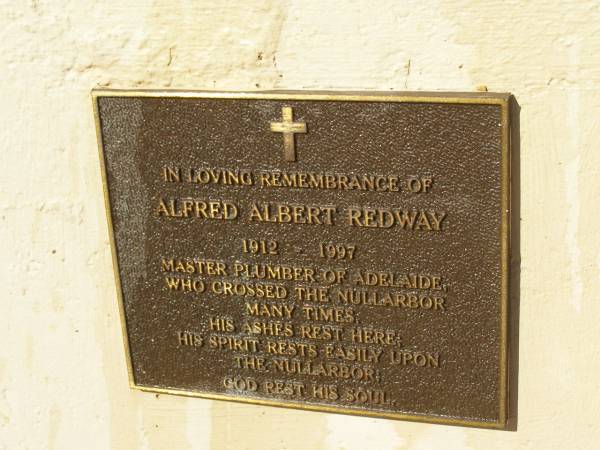 IN LOVING REMEMBRANCE OF
ALFRED ALBERT REDWAY
1912 - 1997
MASTER PLUMBER OF ADELAIDE;
WHO CROSSED THE NULLARBOR
MANY TIMES.
HIS ASHES REST HERE;
HIS SPIRIT RESTS EASILY UPON
THE NULLARBOR;
GOD REST HIS SOUL.